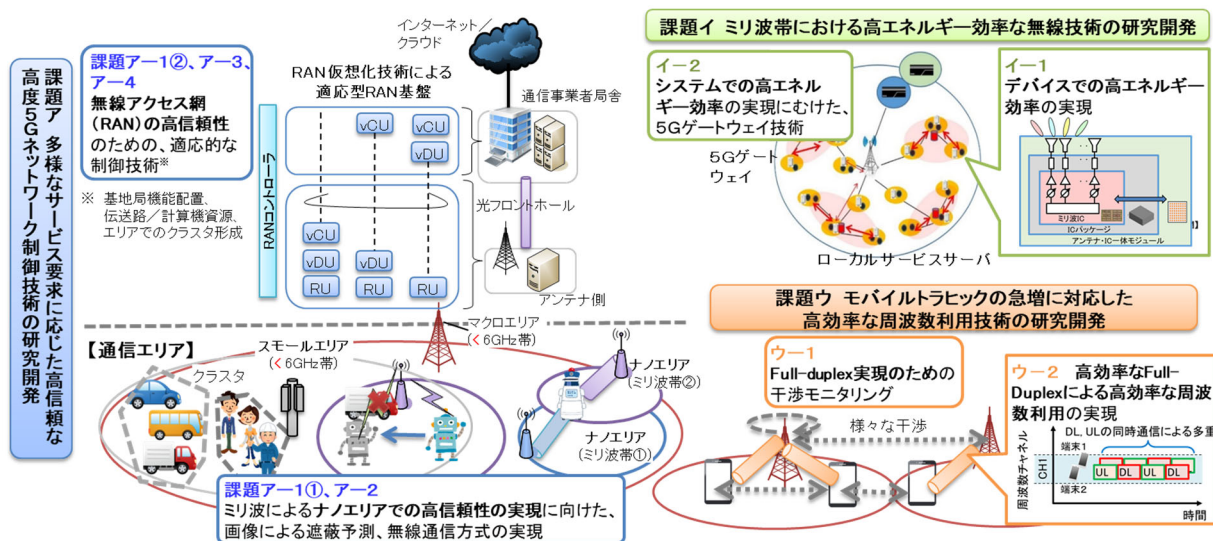 課題ア 多様なサービス要求に応じた高信頼な
高度5Gネットワーク制御技術の研究開発
課題アー1②、アー3、
アー4
無線アクセス網
(RAN)の高信頼性
のための、適応的な
制御技術※
※ 基地局機能配置、
伝送路／計算機資源、
エリアでのクラスタ形成
RANコントローラ
RAN仮想化技術による
適応型RAN基盤
vCU
vCU
vDU
vCU
vDU
vDU
RU
RU
RU
インターネット／
クラウド
通信事業者局舎
光フロントホール
アンテナ側
マクロエリア
(<6GHz帯)
【通信エリア】
スモールエリア
(<6GHz帯)
クラスタ
ナノエリア
(ミリ波帯②)
ナノエリア
(ミリ波帯①)
課題アー1①、アー2
ミリ波によるナノエリアでの高信頼性の実現に向けた、
画像による遮蔽予測、無線通信方式の実現
課題イ ミリ波帯における高エネルギー効率な無線技術の研究開発
イー2
システムでの高エネル
ギー効率の実現にむけた、
5Gゲートウェイ技術
5Gゲート
ウェイ
ローカルサービスサーバ
イー1
デバイスでの高エネルギー
効率の実現
ミリ波IC
ICパッケージ
アンテナ・IC一体モジュール
課題ウ モバイルトラヒックの急増に対応した
高効率な周波数利用技術の研究開発
ウー1
Full-duplex実現のための
干渉モニタリング
様々な干渉
ウー2 高効率なFull-
Duplexによる高効率な周波
数利用の実現
DL, ULの同時通信による多重
周波数チャネル
CH1
端末1
端末2
UL
DL
UL
DL
時間